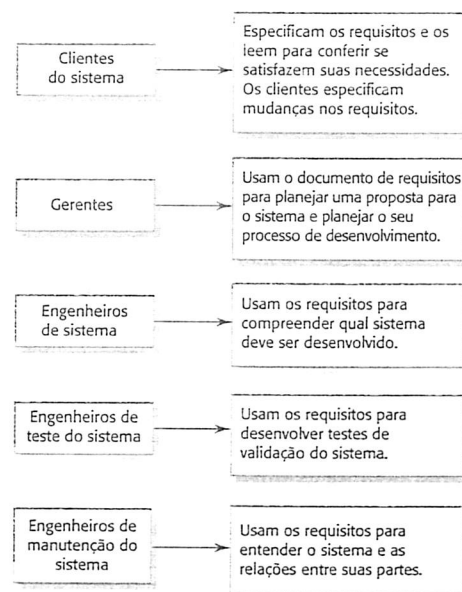 Clientes
do sistema
Especificam os requisitos e os
leem para conferir se
satisfazem suas necessidades.
Os clientes especificam
mudanças nos requisitos.
Gerentes
Usam o documento de requisitos
para planejar uma proposta para
o sistema e planejar o seu
processo de desenvolvimento.
Engenheiros
de sistema
Usam os requisitos para
compreender qual sistema
deve ser desenvolvido.
Engenheiros de
teste do sistema
Usam os requisitos para
desenvolver testes de
validação do sistema.
Engenheiros de
manutenção do
sistema
Usam os requisitos para
entender o sistema e as
relações entre suas partes.